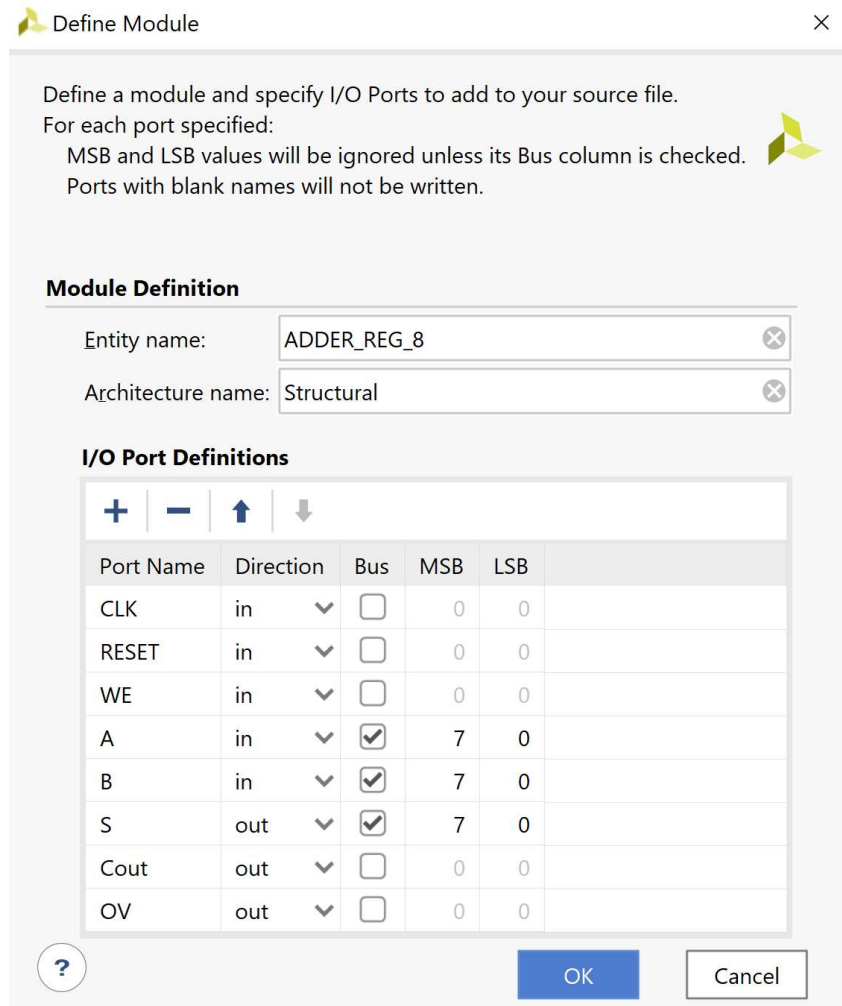 Define Module
Define a module and specify I/O Ports to add to your source file.
For each port specified:
MSB and LSB values will be ignored unless its Bus column is checked.
Ports with blank names will not be written.
Module Definition
Entity name: ADDER_REG_8
Architecture name: Structural
I/O Port Definitions
Port Name Direction Bus MSB LSB
CLK in 0 0
RESET in 0 0
WE in 0 0
A in 7 0
B in 7 0
S out 7 0
Cout out 0 0
OV out 0 0
? OK Cancel